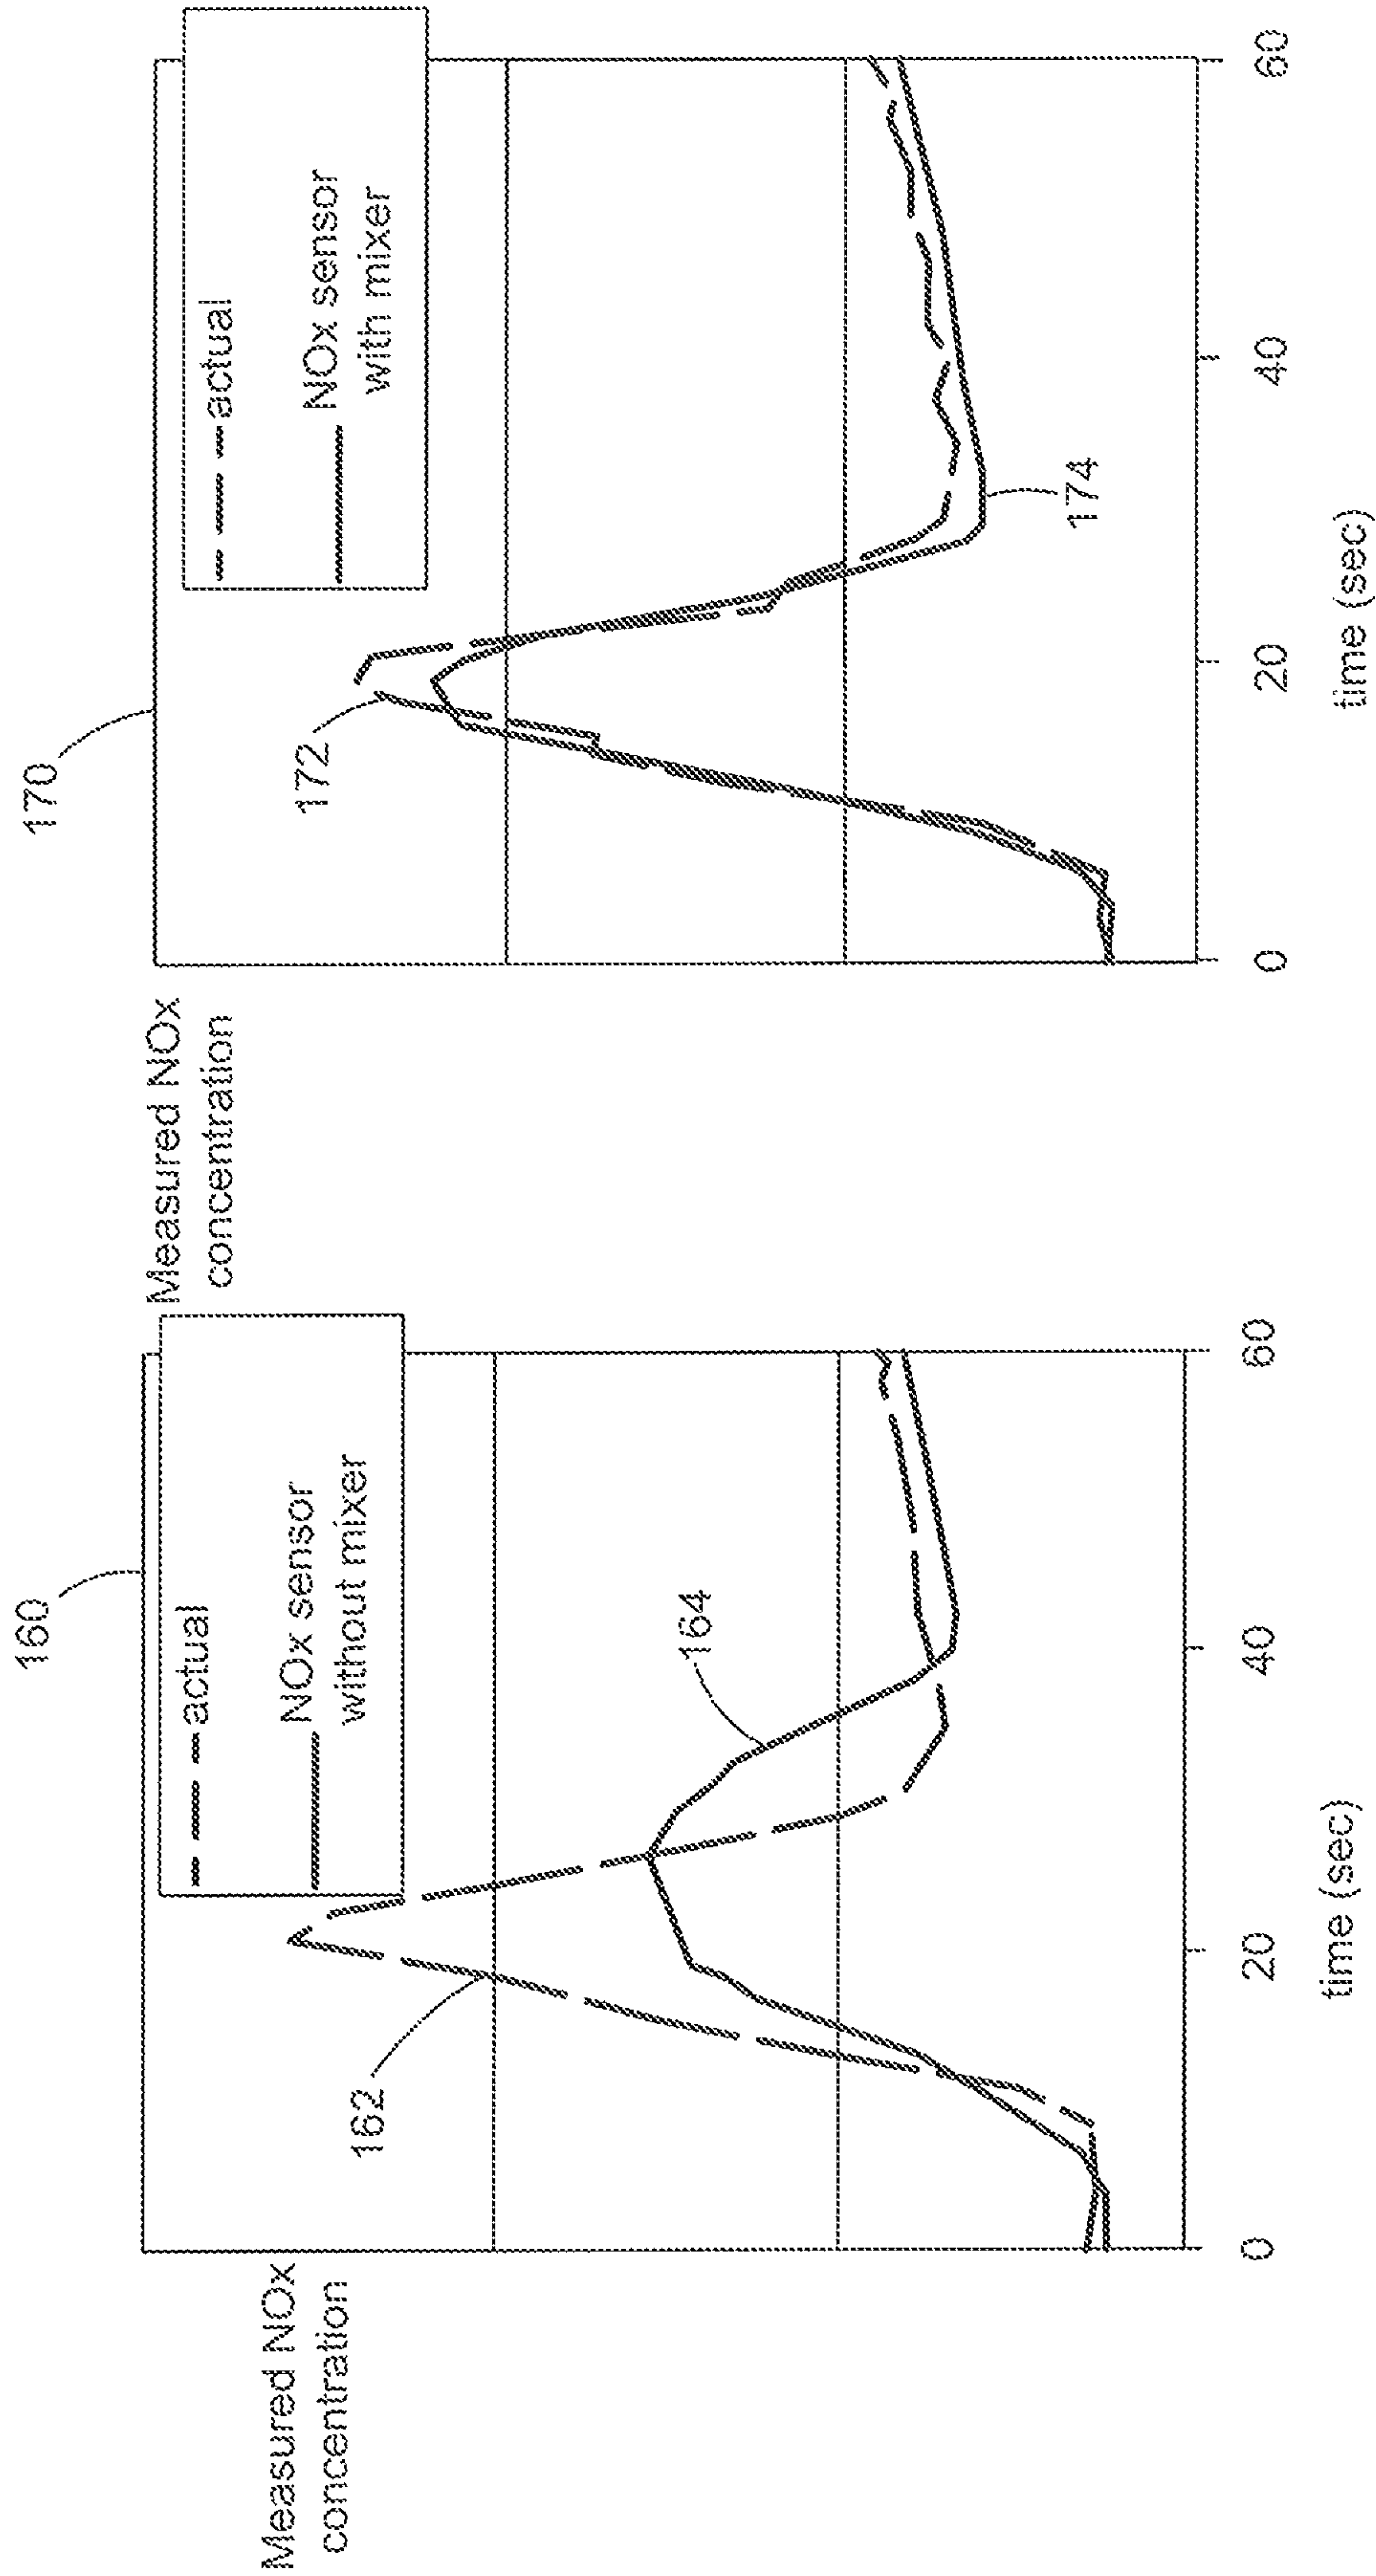 160
Measured NOx
concentration
actual
NOx sensor
without mixer
162
164
0
20
40
60
time (sec)
170
Measured NOx
concentration
actual
NOx sensor
with mixer
172
174
0
20
40
60
time (sec)